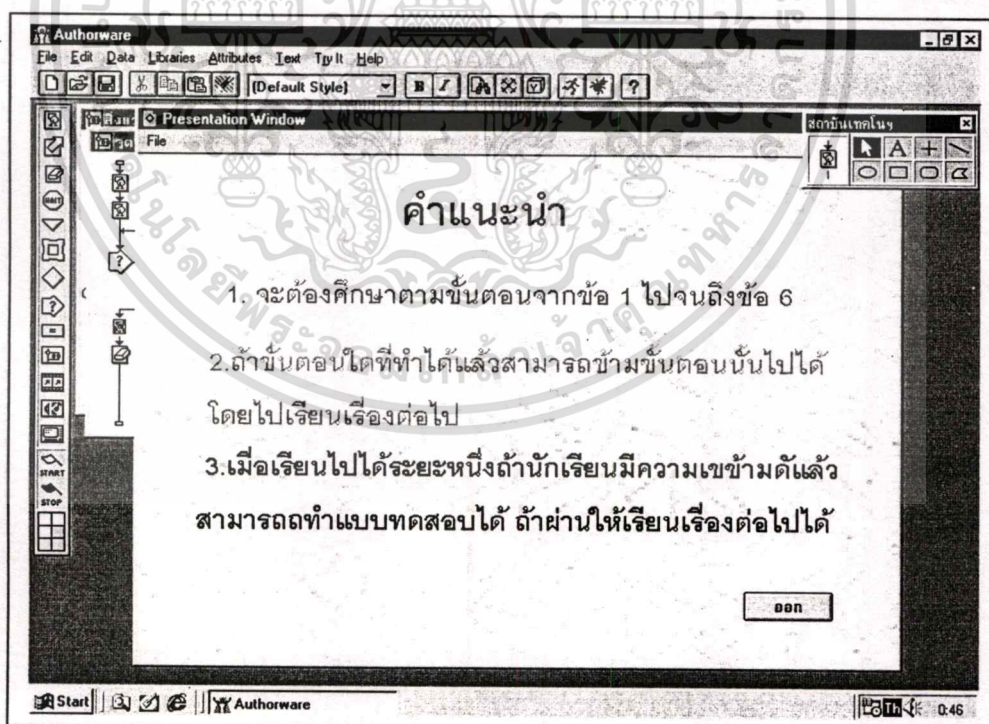 Authorware
File Edit Data Libraries Attributes Text Try It Help
(Default Style) B I ?
Presentation Window
File
สถาบันเทคโนฯ
A
WAIT
START
STOP
คำแนะนำ
1. จะต้องศึกษาตามขั้นตอนจากข้อ 1 ไปจนถึงข้อ 6
2.ถ้าขั้นตอนใดที่ทำได้แล้วสามารถข้ามขั้นตอนนั้นไปได้
โดยไปเรียนเรื่องต่อไป
3.เมื่อเรียนไปได้ระยะหนึ่งถ้านักเรียนมีความเขข้ามดัแล้ว
สามารถถทำแบบทดสอบได้ ถ้าผ่านให้เรียนเรื่องต่อไปได้
ออก
Start Authorware Th 0:46